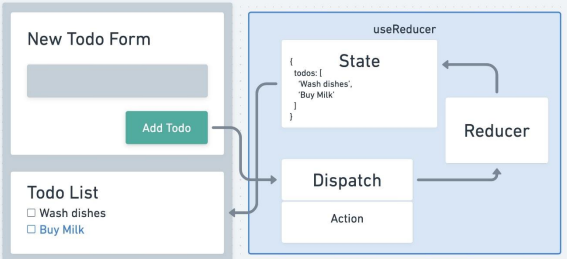 New Todo Form
Add Todo
Todo List
Wash dishes
Buy Milk
useReducer
State
{
todos: [
'Wash dishes',
'Buy Milk'
]
}
Reducer
Dispatch
Action